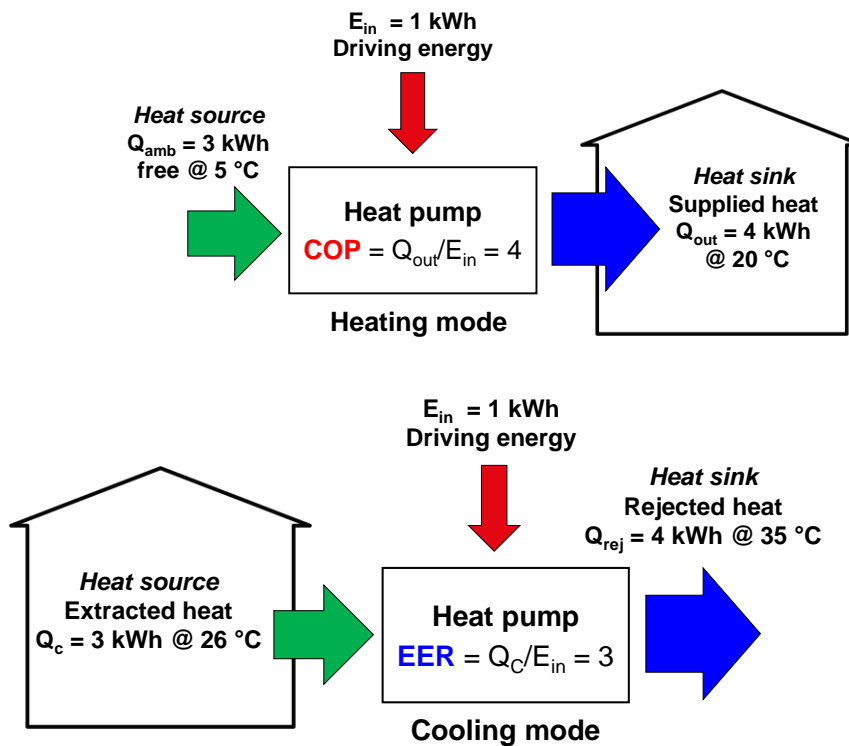 E_in = 1 kWh
Driving energy
Heat source
Q_amb = 3 kWh
free @ 5 °C
Heat pump
COP = Q_out/E_in = 4
Heating mode
Heat sink
Supplied heat
Q_out = 4 kWh
@ 20 °C
E_in = 1 kWh
Driving energy
Heat sink
Rejected heat
Q_rej = 4 kWh @ 35 °C
Heat source
Extracted heat
Q_c = 3 kWh @ 26 °C
Heat pump
EER = Q_C/E_in = 3
Cooling mode